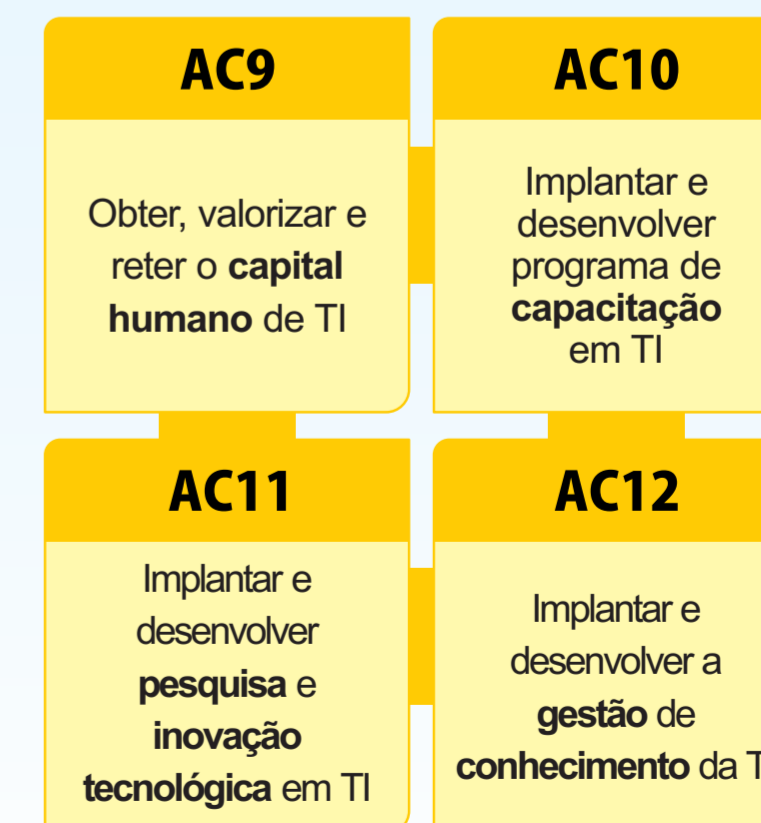 AC9
Obter, valorizar e
reter o capital
humano de TI
AC10
Implantar e
desenvolver
programa de
capacitação
em TI
AC11
Implantar e
desenvolver
pesquisa e
inovação
tecnológica em TI
AC12
Implantar e
desenvolver a
gestão de
conhecimento da